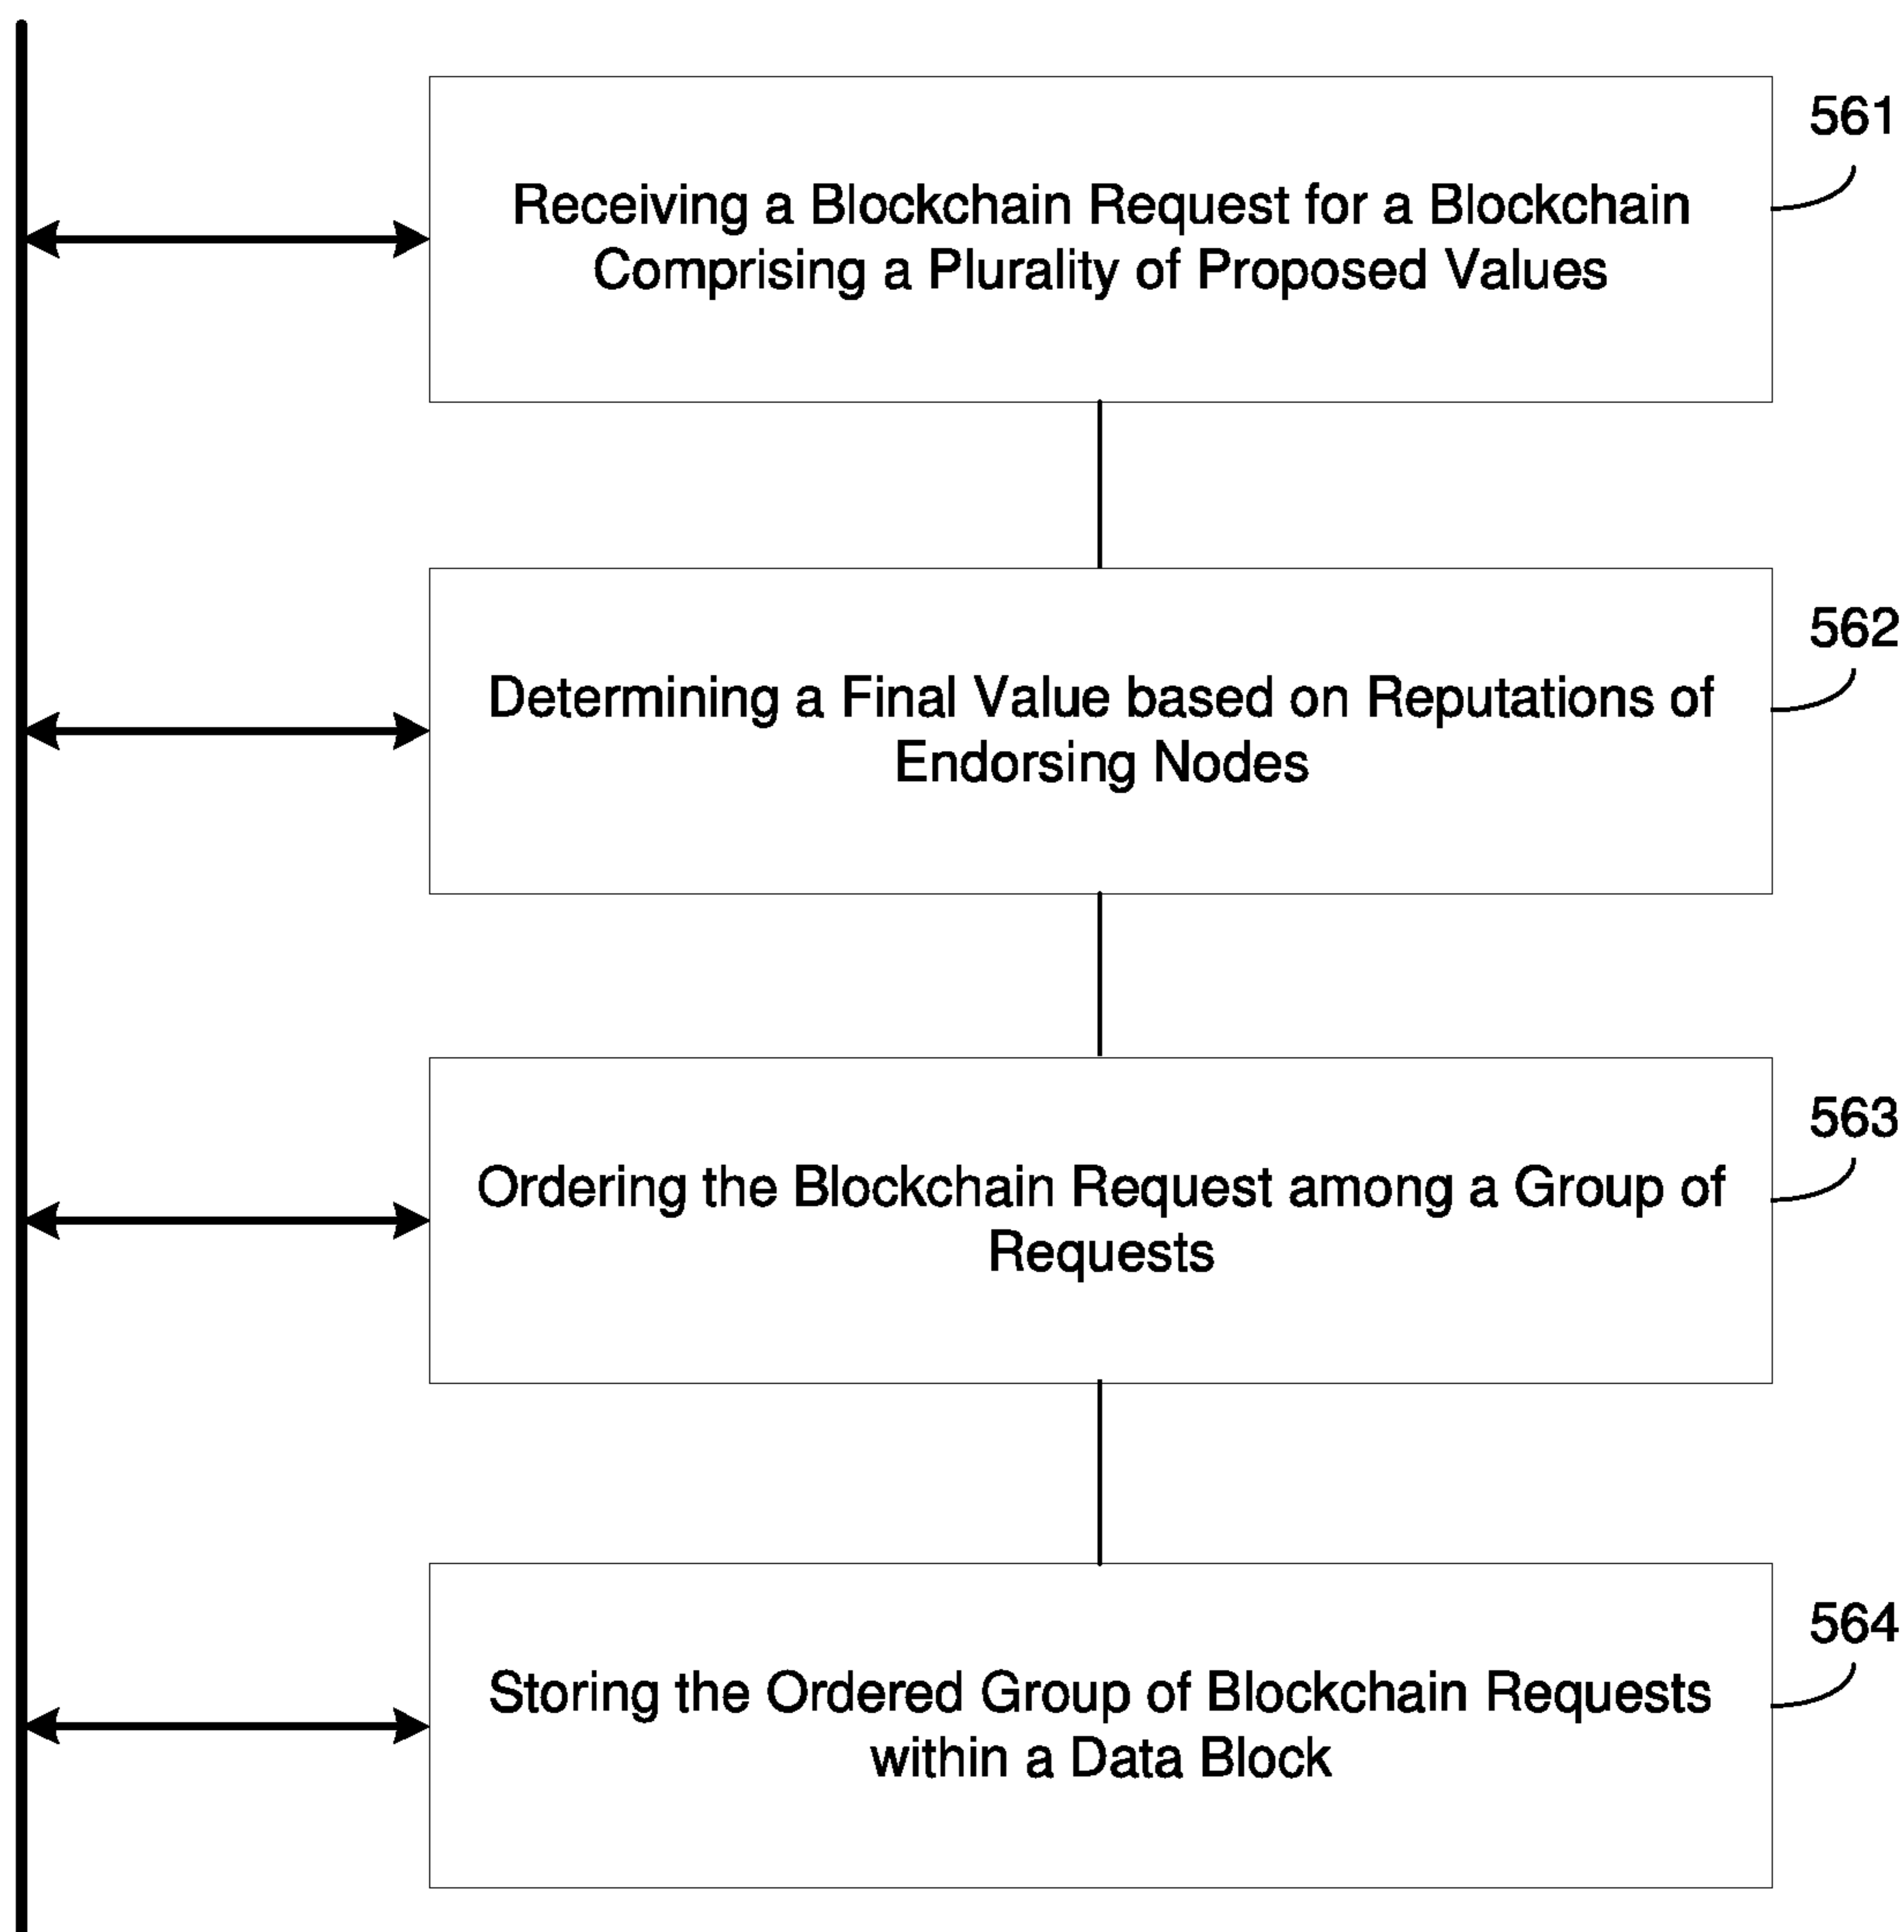 561
Receiving a Blockchain Request for a Blockchain
Comprising a Plurality of Proposed Values
562
Determining a Final Value based on Reputations of
Endorsing Nodes
563
Ordering the Blockchain Request among a Group of
Requests
564
Storing the Ordered Group of Blockchain Requests
within a Data Block